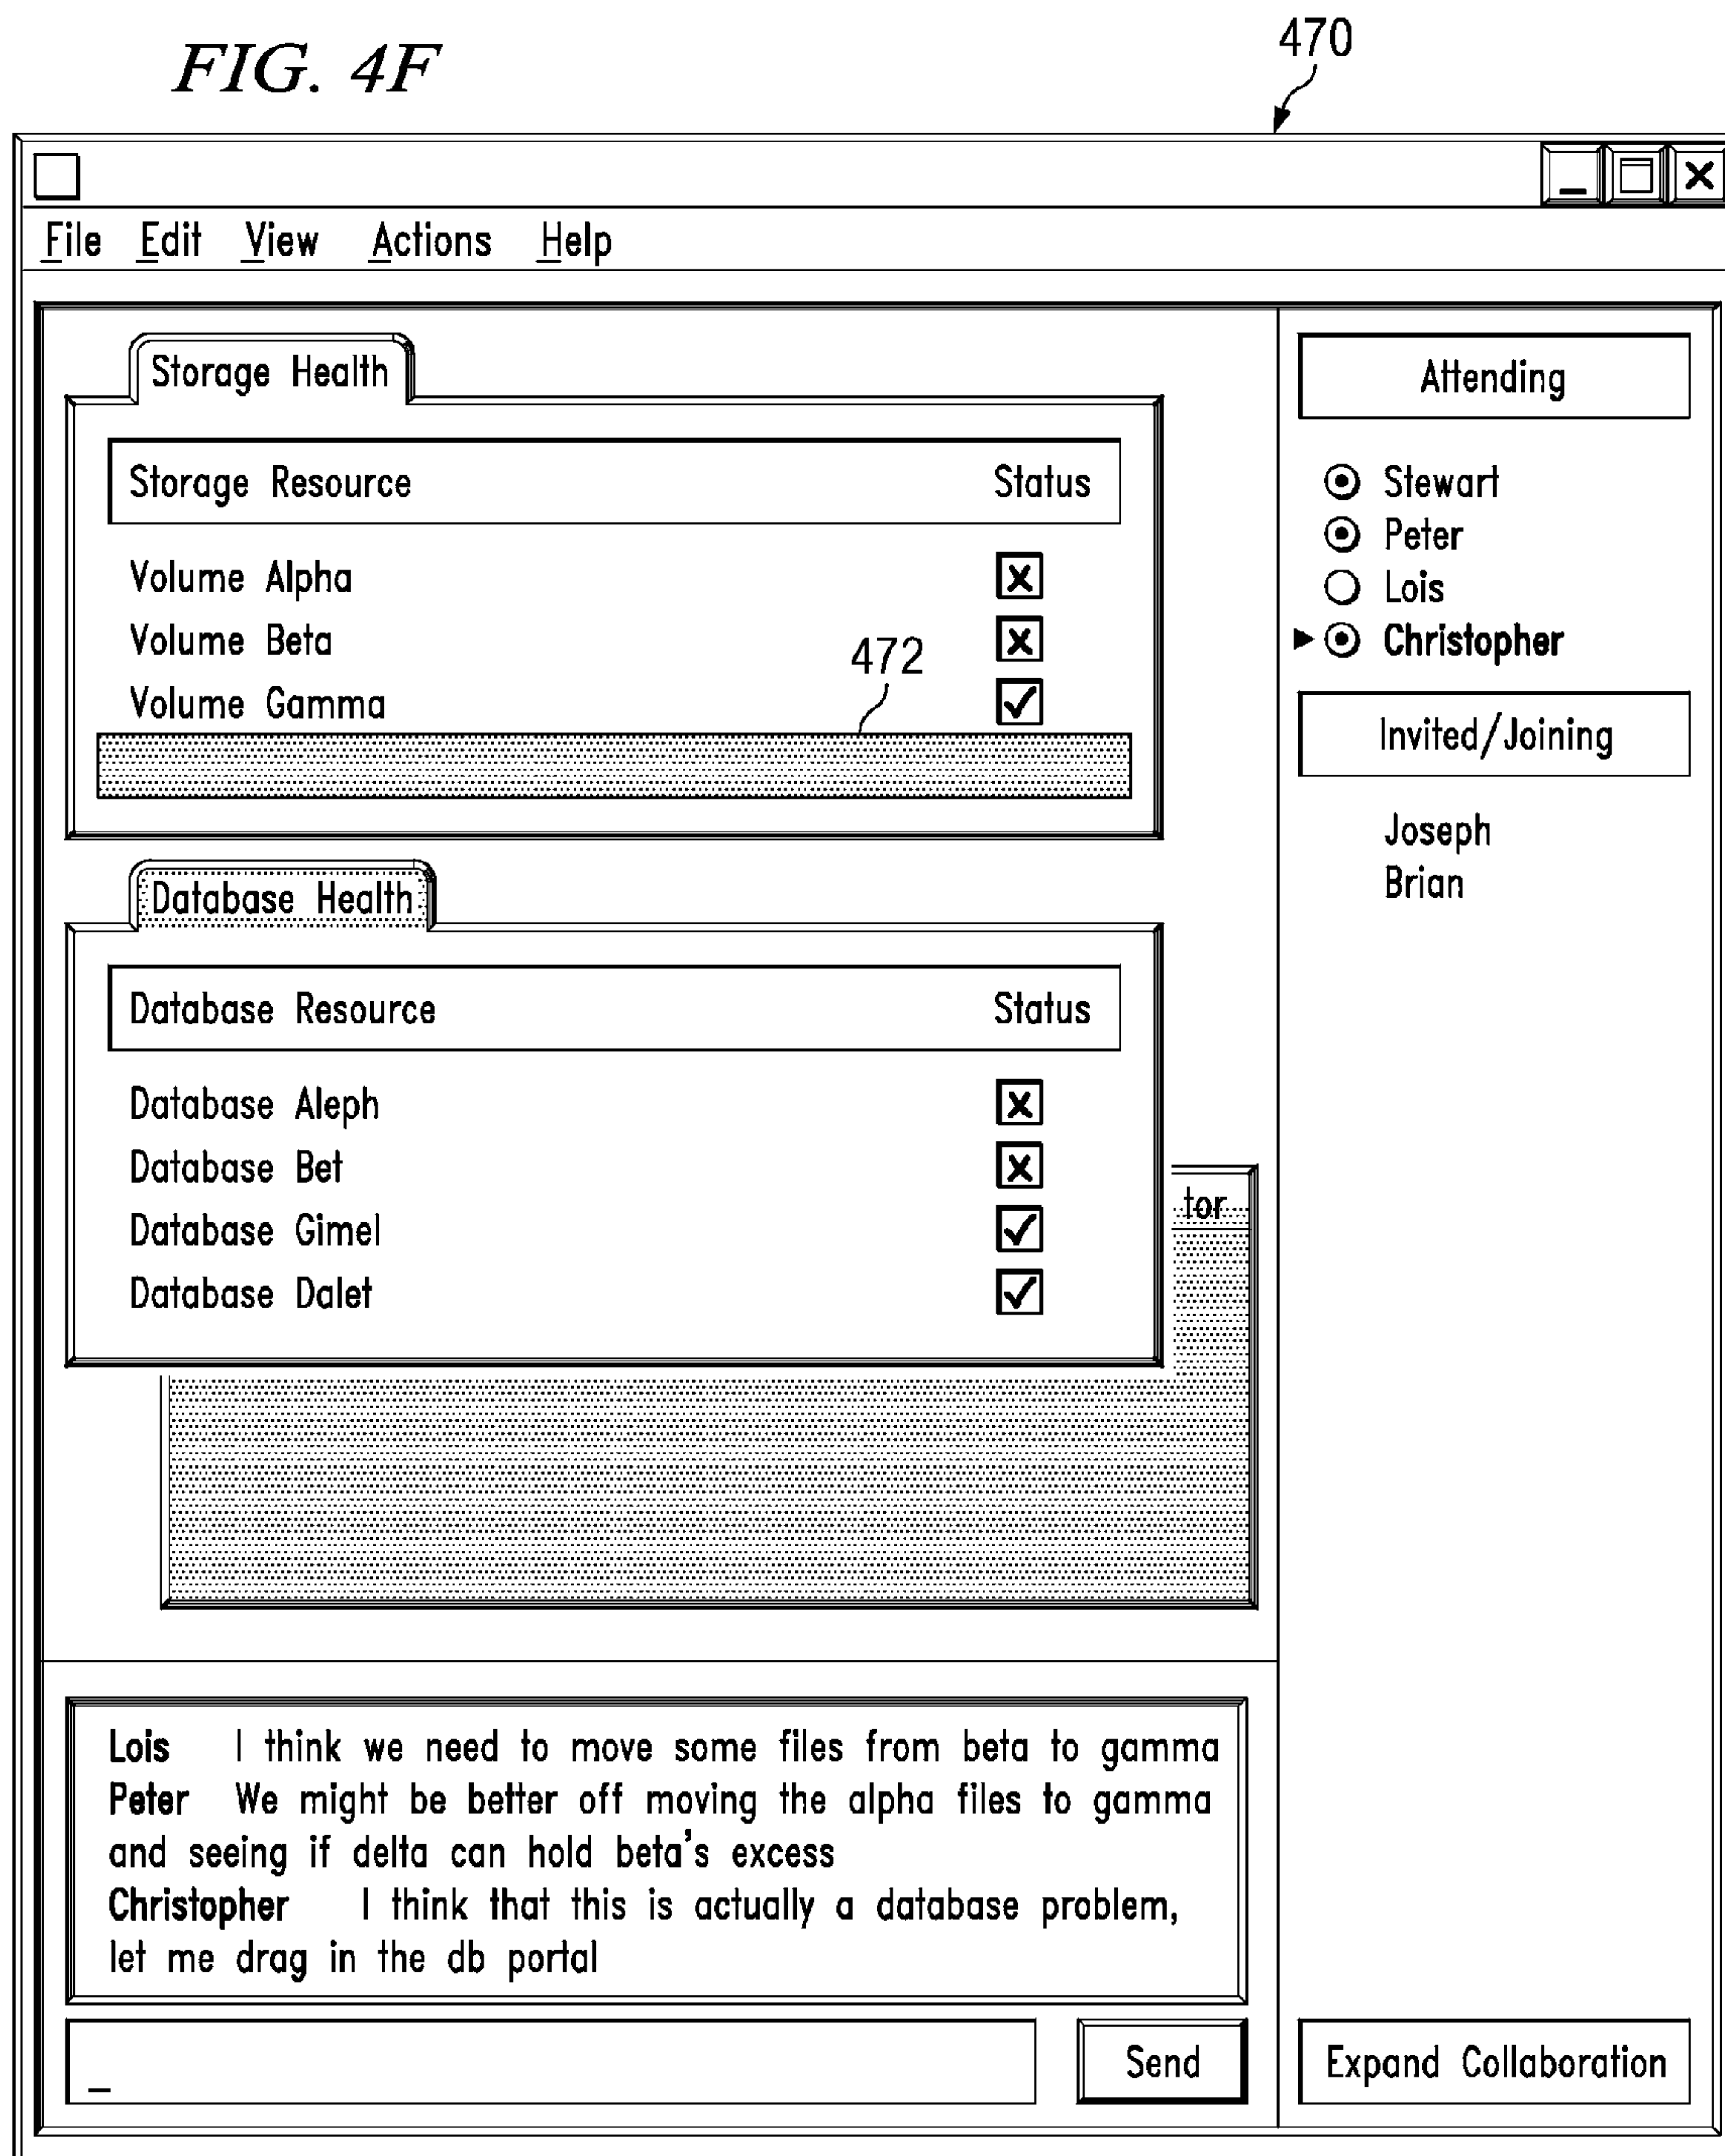 FIG. 4F
470
File Edit View Actions Help
Storage Health
Storage Resource Status
Volume Alpha
Volume Beta
472
Volume Gamma
Database Health
Database Resource Status
Database Aleph
Database Bet
tor
Database Gimel
Database Dalet
Lois I think we need to move some files from beta to gamma
Peter We might be better off moving the alpha files to gamma
and seeing if delta can hold beta's excess
Christopher I think that this is actually a database problem,
let me drag in the db portal
Send
Attending
Stewart
Peter
Lois
Christopher
Invited/Joining
Joseph
Brian
Expand Collaboration